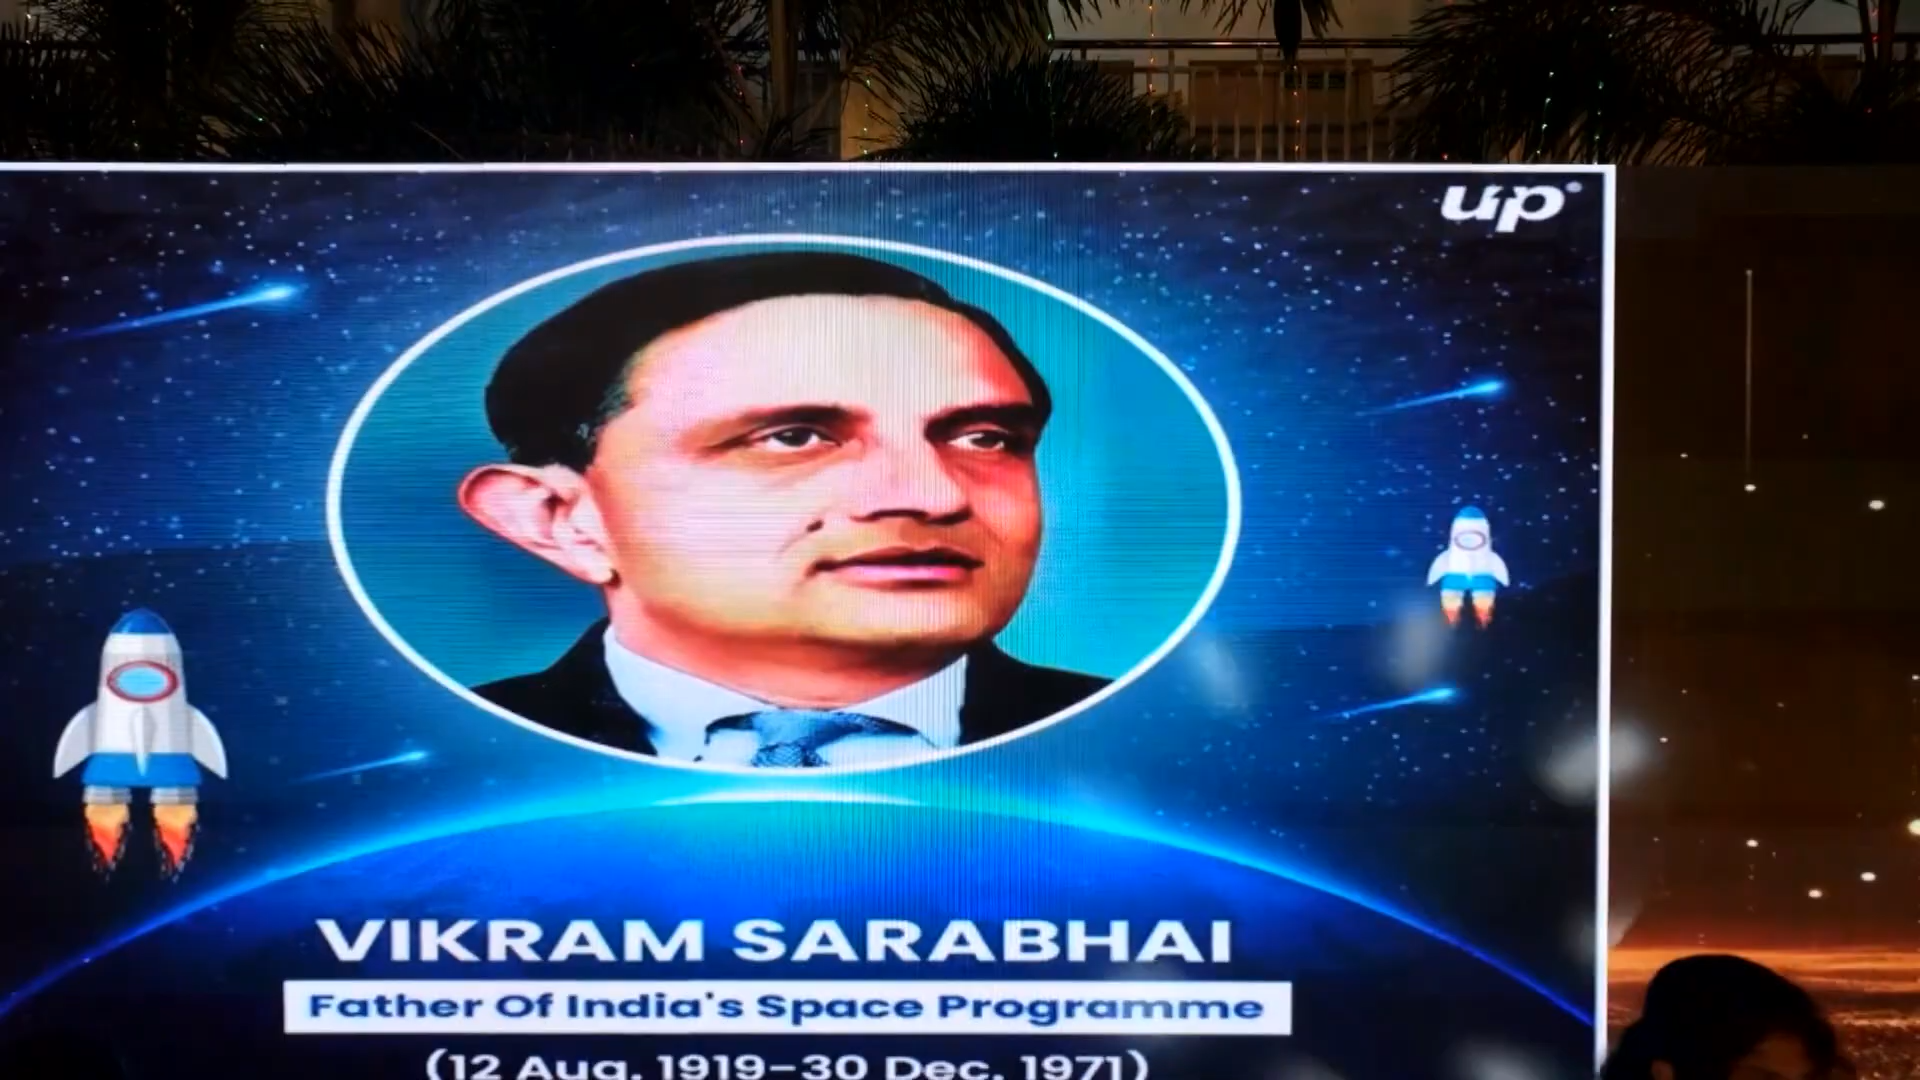 up
VIKRAM SARABHAI
Father Of India's Space Programme
(12 Aug. 1919-30 Dec. 1971)